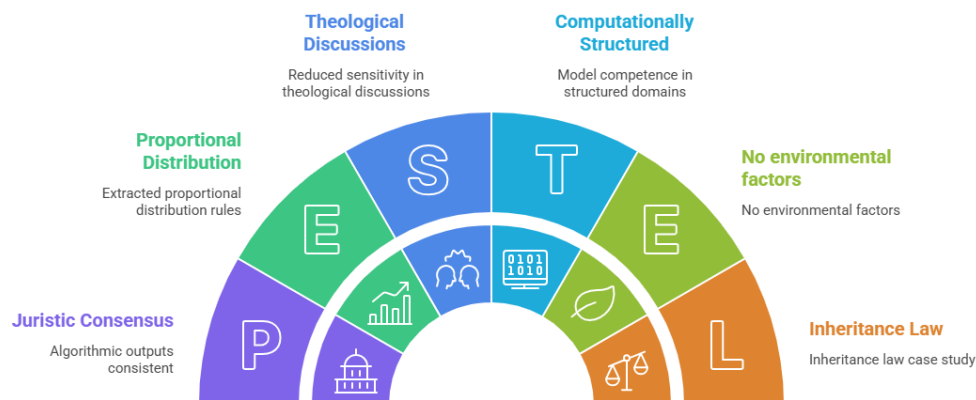 Theological
Discussions
Reduced sensitivity in
theological discussions
Computationally
Structured
Model competence in
structured domains
Proportional
Distribution
Extracted proportional
distribution rules
No environmental
factors
No environmental factors
Juristic Consensus
Algorithmic outputs
consistent
Inheritance Law
Inheritance law case study
P
E
S
T
E
L
0101
1010